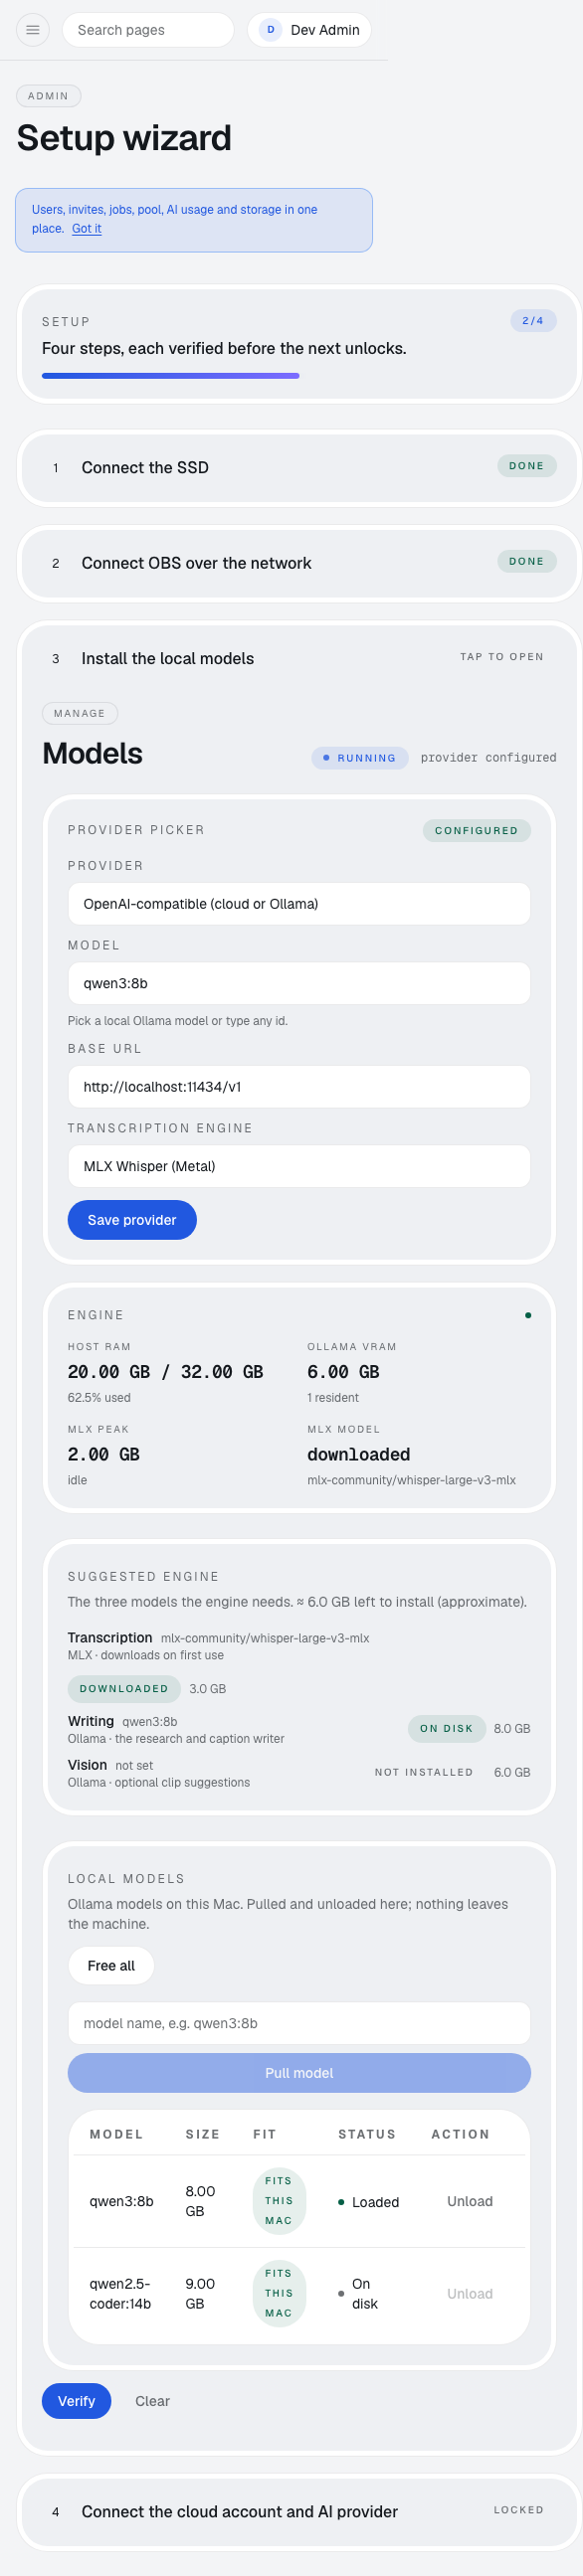 Search pages
D
Dev Admin
ADMIN
Setup wizard
Users, invites, jobs, pool, AI usage and storage in one
place. Got it
SETUP
2/4
Four steps, each verified before the next unlocks.
1
Connect the SSD
DONE
2
Connect OBS over the network
DONE
3
Install the local models
TAP TO OPEN
MANAGE
Models
RUNNING
provider configured
PROVIDER PICKER
CONFIGURED
PROVIDER
OpenAI-compatible (cloud or Ollama)
MODEL
qwen3:8b
Pick a local Ollama model or type any id.
BASE URL
http://localhost:11434/v1
TRANSCRIPTION ENGINE
MLX Whisper (Metal)
Save provider
ENGINE
HOST RAM
20.00 GB / 32.00 GB
62.5% used
OLLAMA VRAM
6.00 GB
1 resident
MLX PEAK
2.00 GB
idle
MLX MODEL
downloaded
mlx-community/whisper-large-v3-mlx
SUGGESTED ENGINE
The three models the engine needs. ≈ 6.0 GB left to install (approximate).
Transcription mlx-community/whisper-large-v3-mlx
MLX · downloads on first use
DOWNLOADED 3.0 GB
Writing qwen3:8b
Ollama · the research and caption writer
ON DISK 8.0 GB
Vision not set
Ollama · optional clip suggestions
NOT INSTALLED 6.0 GB
LOCAL MODELS
Ollama models on this Mac. Pulled and unloaded here; nothing leaves
the machine.
Free all
model name, e.g. qwen3:8b
Pull model
MODEL SIZE FIT STATUS ACTION
qwen3:8b
8.00
GB
FITS
THIS
MAC
Loaded
Unload
qwen2.5-
coder:14b
9.00
GB
FITS
THIS
MAC
On
disk
Unload
Verify
Clear
4
Connect the cloud account and AI provider
LOCKED